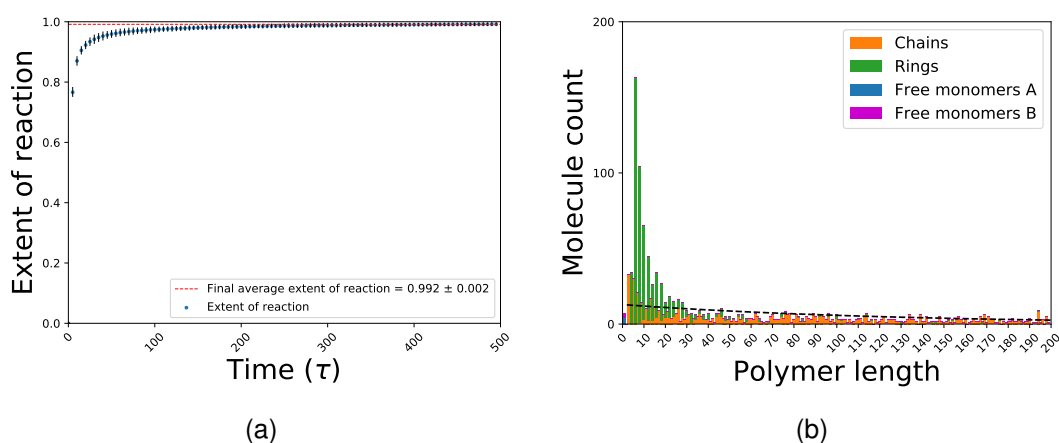 Extent of reaction
1.0
0.8
0.6
0.4
0.2
0.0
0 100 200 300 400 500
Time (τ)
Final average extent of reaction = 0.992 ± 0.002
Extent of reaction
(a)
Molecule count
200
100
0
0 10 20 30 40 50 60 70 80 90 100 110 120 130 140 150 160 170 180 190 200
Polymer length
Chains
Rings
Free monomers A
Free monomers B
(b)